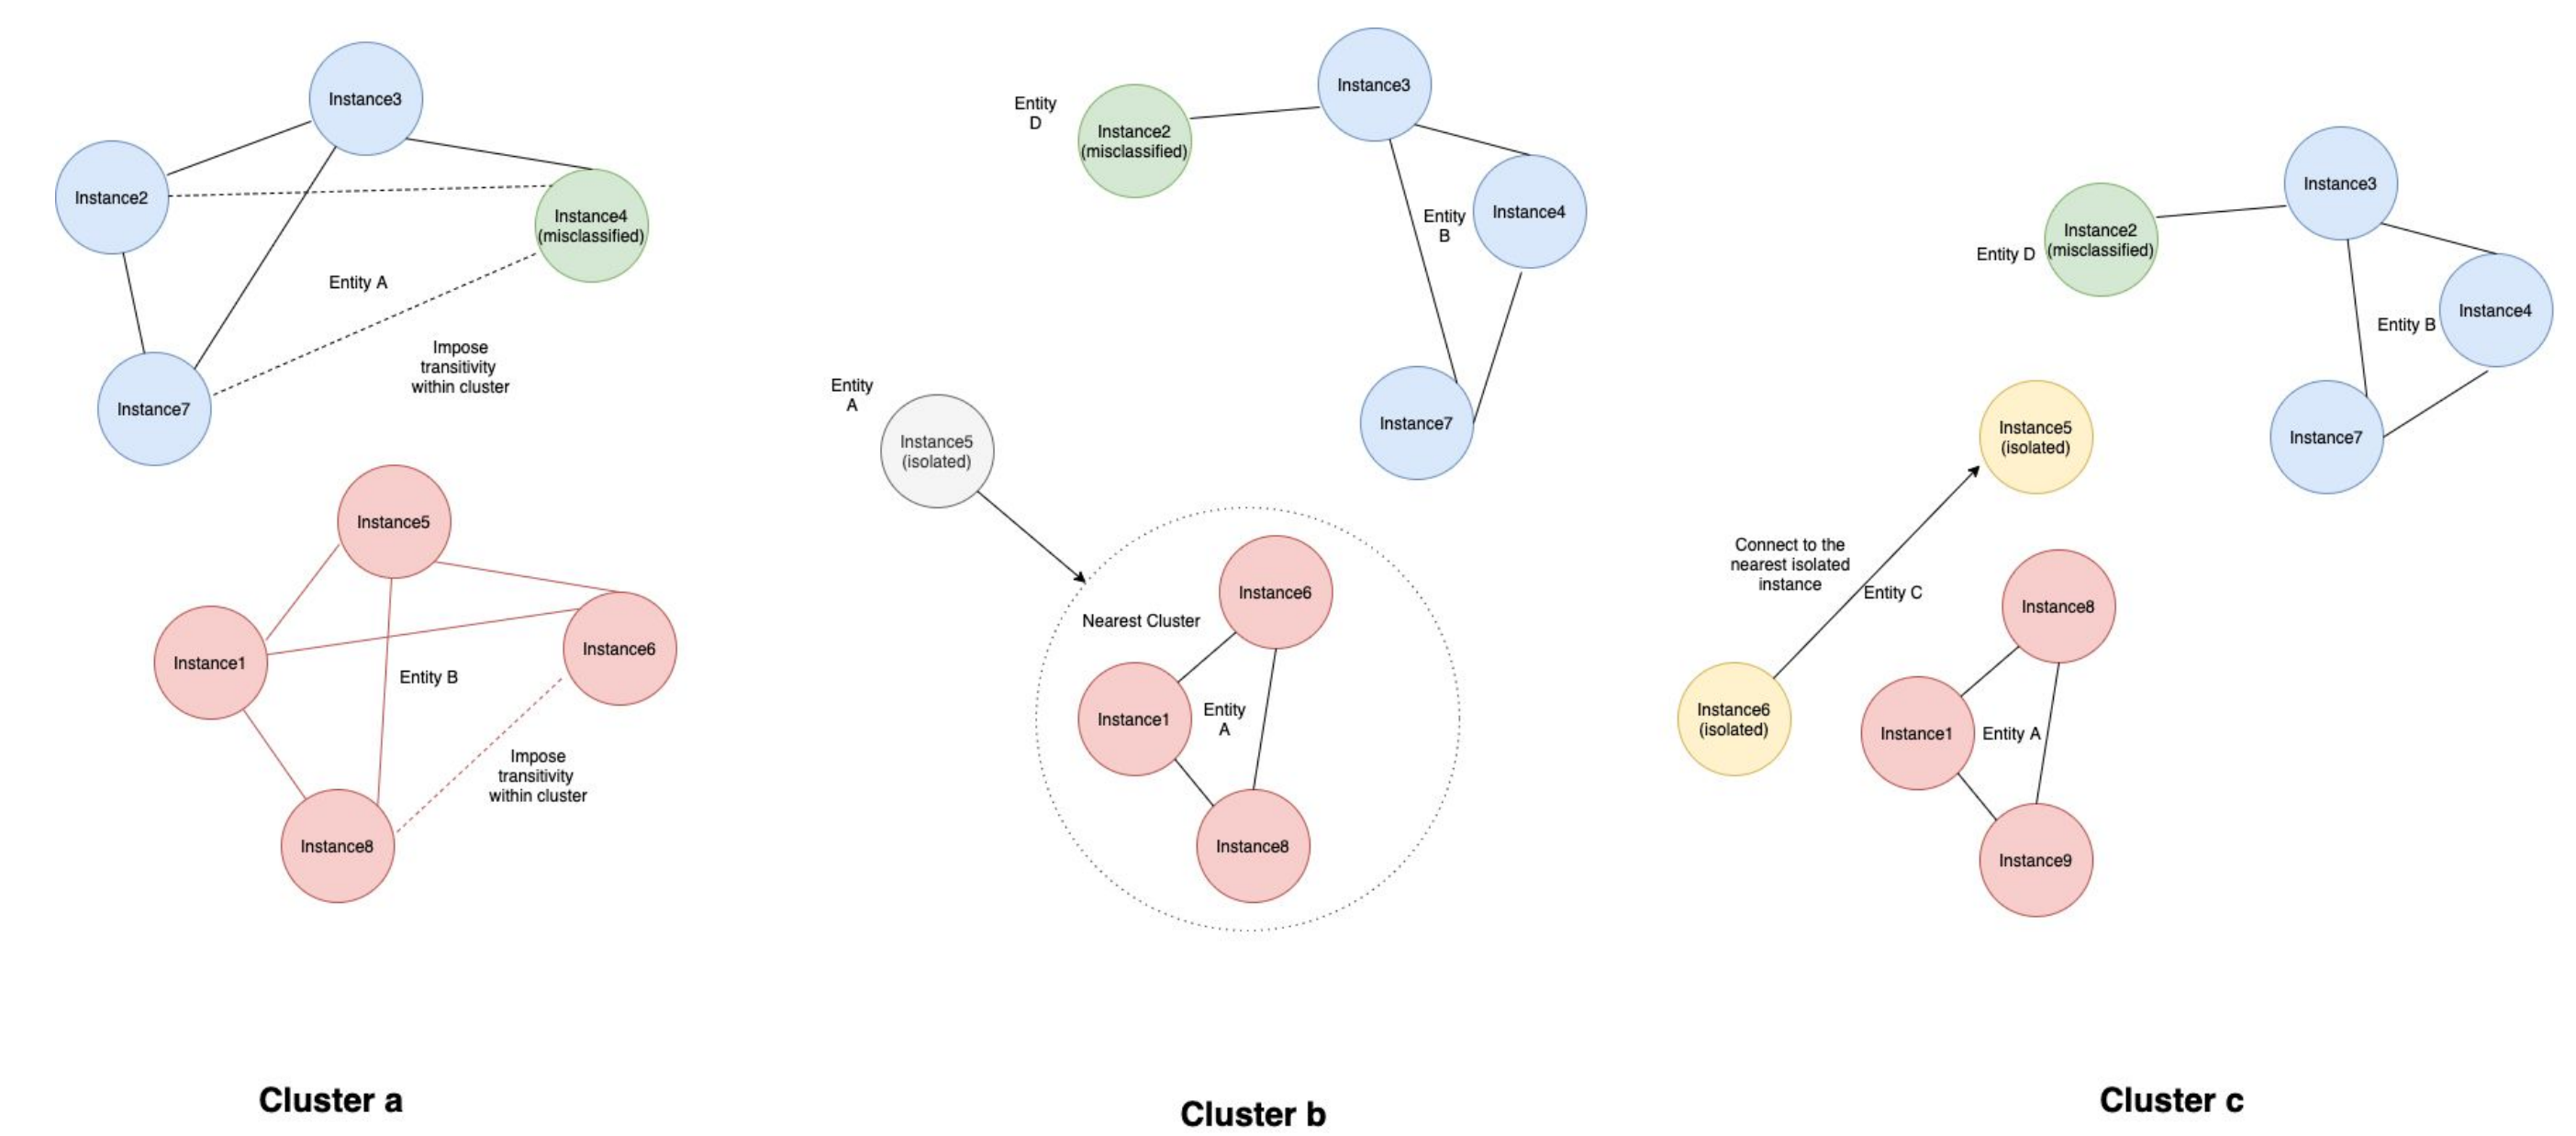 Instance3
Instance2
Instance4
(misclassified)
Entity A
Impose
transitivity
within cluster
Instance7
Instance5
Instance1
Instance6
Entity B
Impose
transitivity
within cluster
Instance8
Cluster a
Instance3
Entity
D
Instance2
(misclassified)
Entity
B
Instance4
Entity
A
Instance5
(isolated)
Instance7
Instance6
Nearest Cluster
Instance1
Entity
A
Instance8
Cluster b
Instance3
Instance2
(misclassified)
Entity D
Instance4
Entity B
Instance5
(isolated)
Instance7
Connect to the
nearest isolated
instance
Entity C
Instance8
Instance6
(isolated)
Instance1
Entity A
Instance9
Cluster c